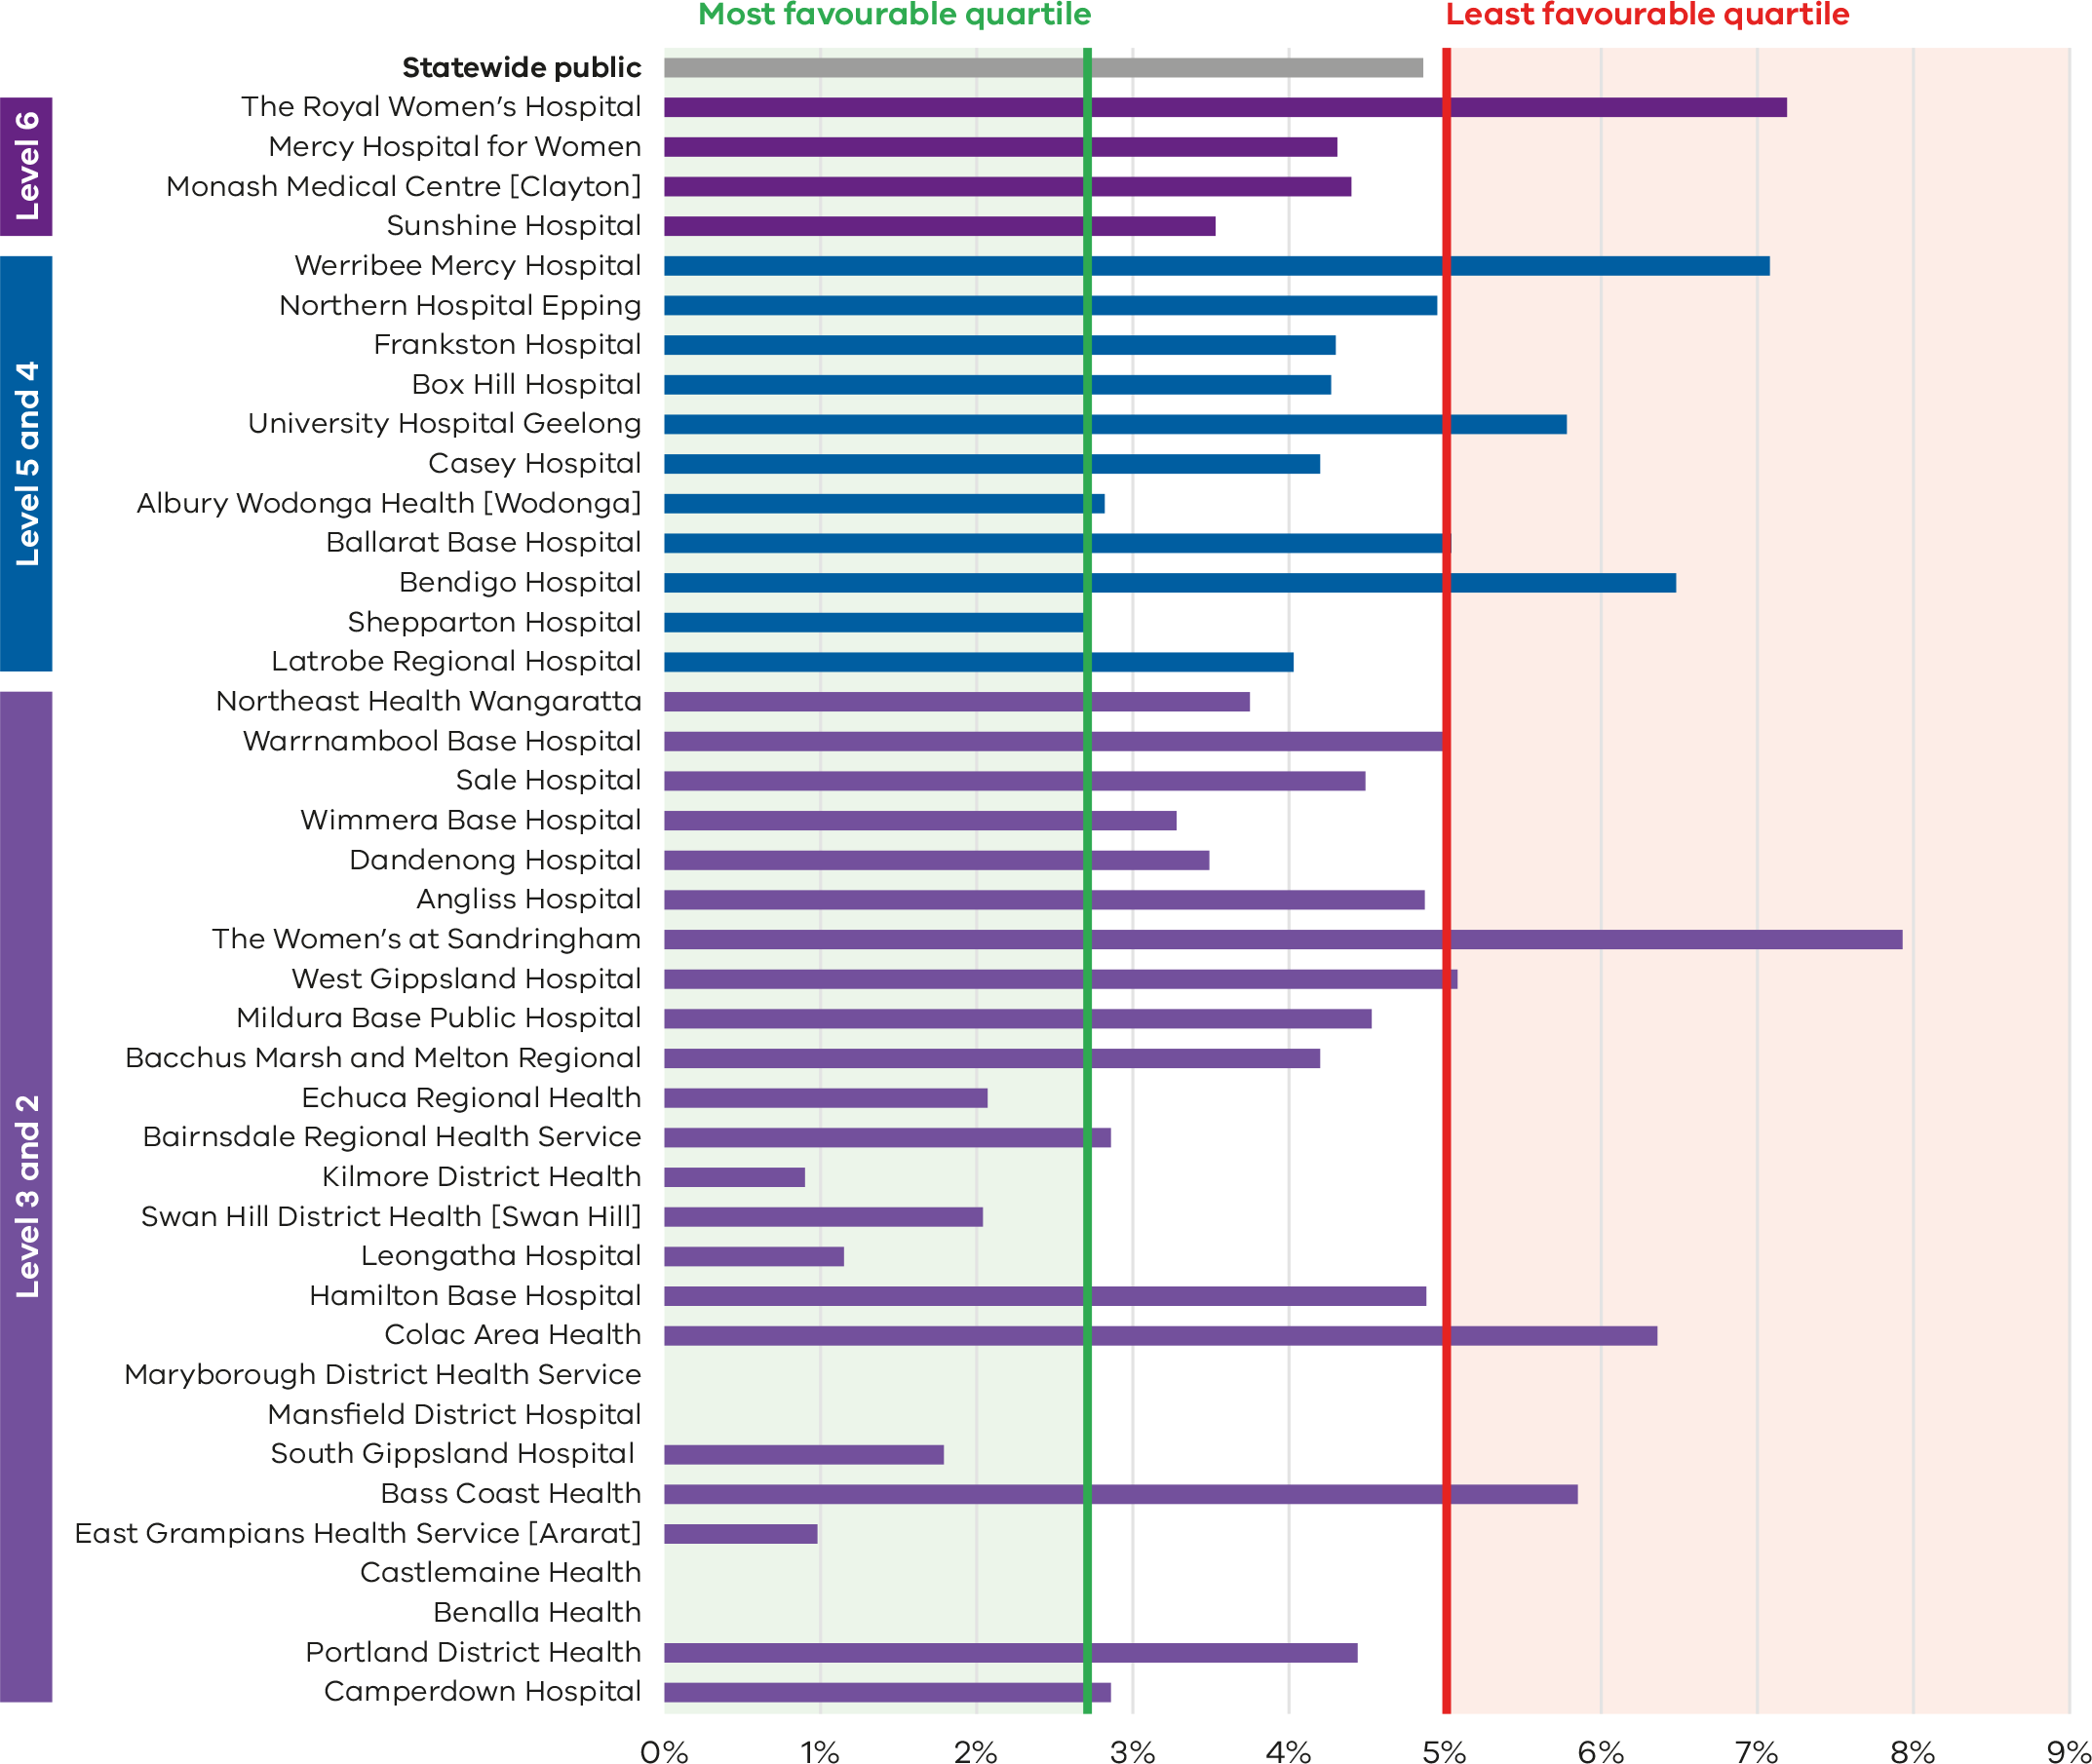 Most favourable quartile
Least favourable quartile
Statewide public
Level 6
The Royal Women’s Hospital
Mercy Hospital for Women
Monash Medical Centre [Clayton]
Sunshine Hospital
Level 5 and 4
Werribee Mercy Hospital
Northern Hospital Epping
Frankston Hospital
Box Hill Hospital
University Hospital Geelong
Casey Hospital
Albury Wodonga Health [Wodonga]
Ballarat Base Hospital
Bendigo Hospital
Shepparton Hospital
Latrobe Regional Hospital
Level 3 and 2
Northeast Health Wangaratta
Warrnambool Base Hospital
Sale Hospital
Wimmera Base Hospital
Dandenong Hospital
Angliss Hospital
The Women’s at Sandringham
West Gippsland Hospital
Mildura Base Public Hospital
Bacchus Marsh and Melton Regional
Echuca Regional Health
Bairnsdale Regional Health Service
Kilmore District Health
Swan Hill District Health [Swan Hill]
Leongatha Hospital
Hamilton Base Hospital
Colac Area Health
Maryborough District Health Service
Mansfield District Hospital
South Gippsland Hospital
Bass Coast Health
East Grampians Health Service [Ararat]
Castlemaine Health
Benalla Health
Portland District Health
Camperdown Hospital
0% 1% 2% 3% 4% 5% 6% 7% 8% 9%